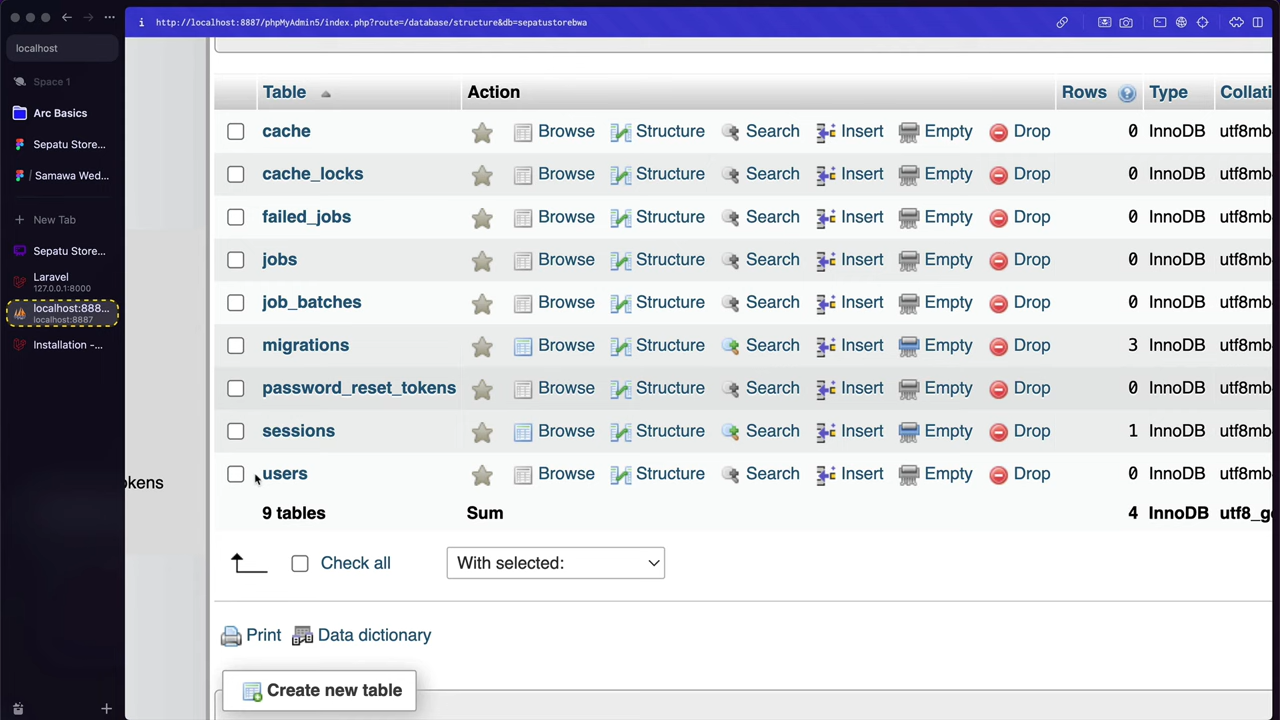 http://localhost:8887/phpMyAdmin5/index.php?route=/database/structure&db=sepatustorebwa
localhost
Space 1
Arc Basics
Sepatu Store...
/ Samawa Wed...
New Tab
Sepatu Store...
Laravel
127.0.0.1:8000
localhost:888...
localhost:8887
Installation -...
Table Action Rows Type Collati
cache Browse Structure Search Insert Empty Drop 0 InnoDB utf8mb
cache_locks Browse Structure Search Insert Empty Drop 0 InnoDB utf8mb
failed_jobs Browse Structure Search Insert Empty Drop 0 InnoDB utf8mb
jobs Browse Structure Search Insert Empty Drop 0 InnoDB utf8mb
job_batches Browse Structure Search Insert Empty Drop 0 InnoDB utf8mb
migrations Browse Structure Search Insert Empty Drop 3 InnoDB utf8mb
password_reset_tokens Browse Structure Search Insert Empty Drop 0 InnoDB utf8mb
sessions Browse Structure Search Insert Empty Drop 1 InnoDB utf8mb
users Browse Structure Search Insert Empty Drop 0 InnoDB utf8mb
okens
9 tables Sum 4 InnoDB utf8_g
Check all With selected:
Print Data dictionary
Create new table